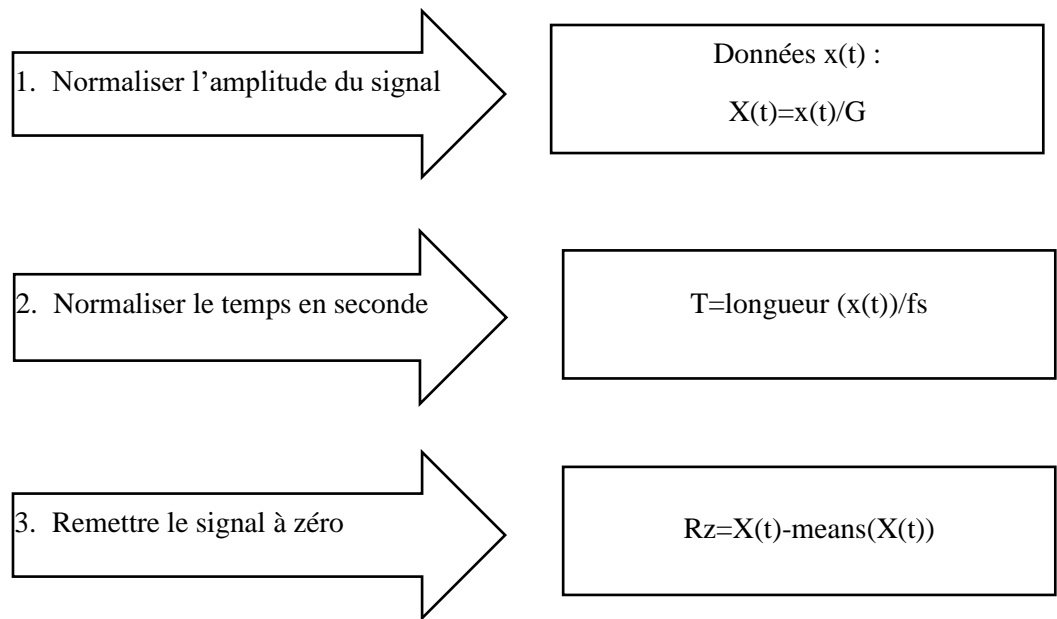 1. Normaliser l’amplitude du signal
Données x(t) :
X(t)=x(t)/G
2. Normaliser le temps en seconde
T=longueur (x(t))/fs
3. Remettre le signal à zéro
Rz=X(t)-means(X(t))